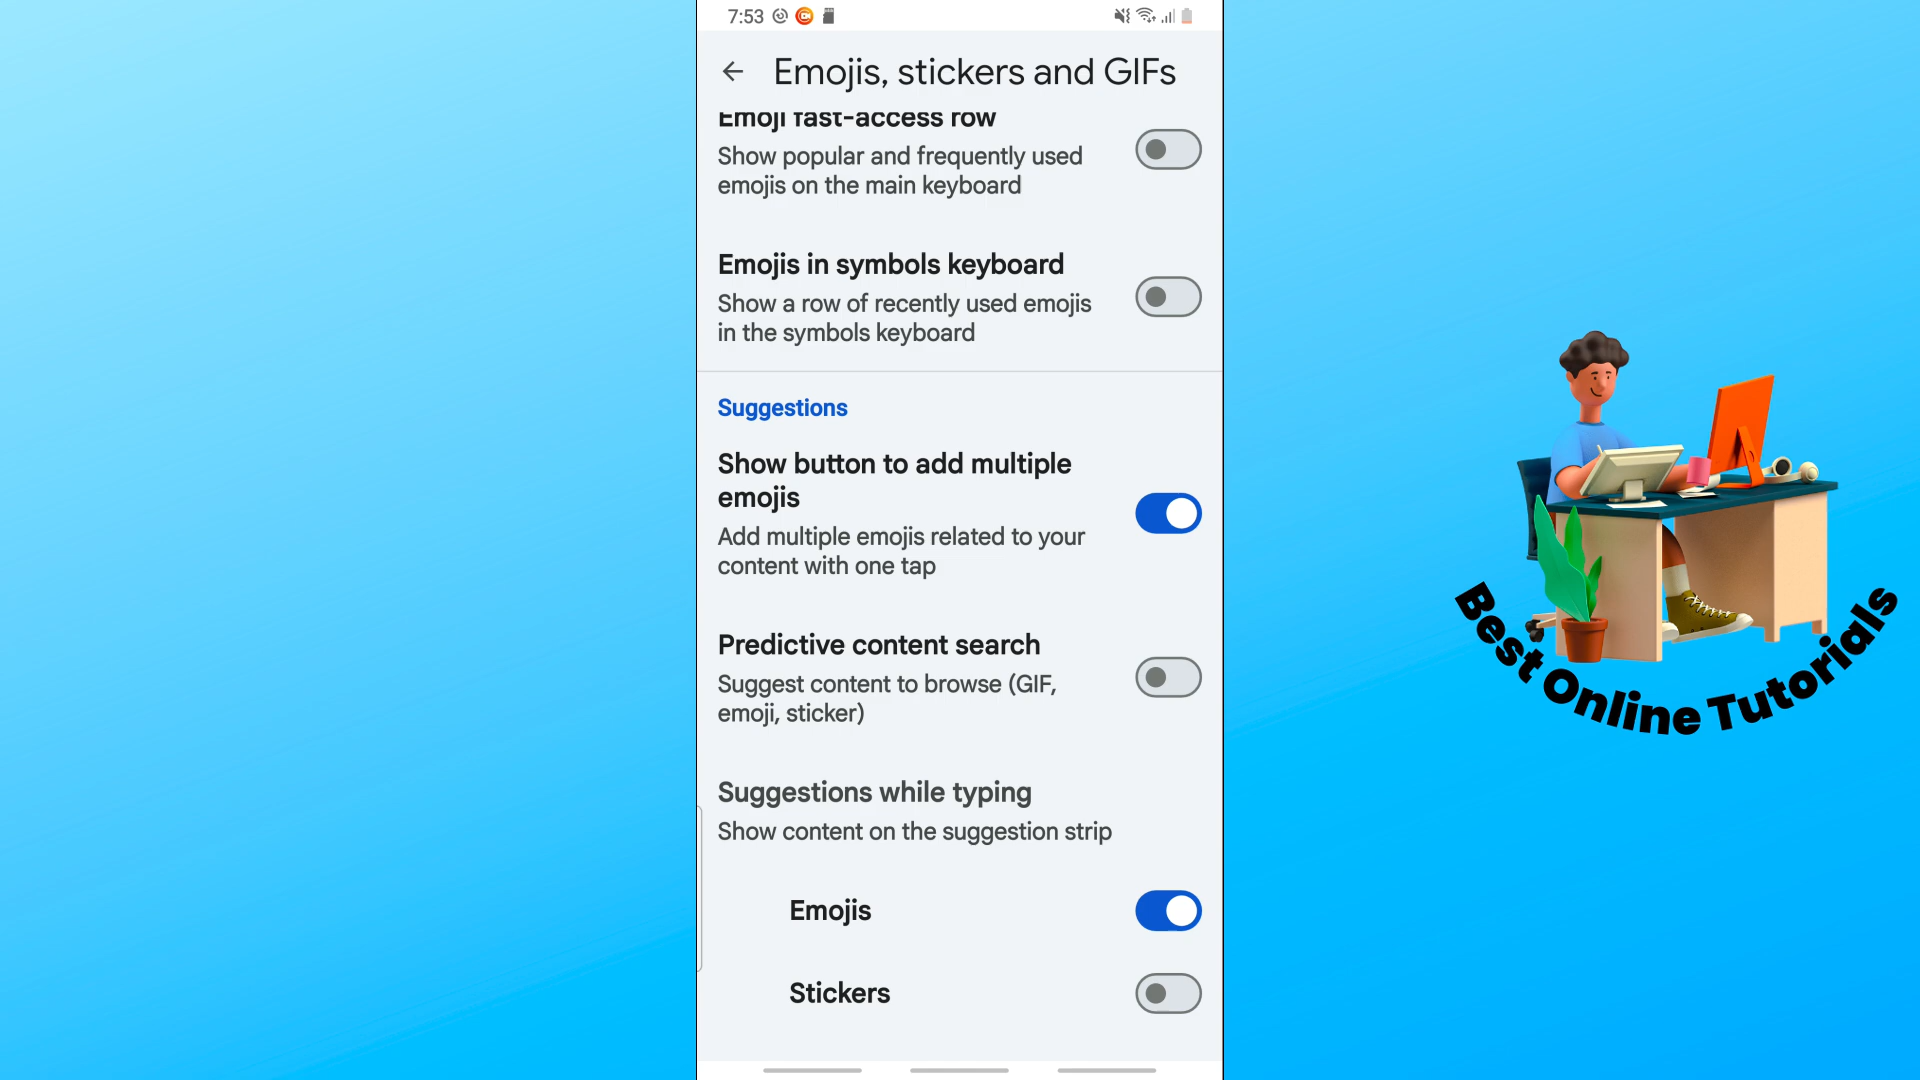 7:53
Emojis, stickers and GIFs
Emoji fast-access row
Show popular and frequently used
emojis on the main keyboard
Emojis in symbols keyboard
Show a row of recently used emojis
in the symbols keyboard
Suggestions
Show button to add multiple
emojis
Add multiple emojis related to your
content with one tap
Predictive content search
Suggest content to browse (GIF,
emoji, sticker)
Suggestions while typing
Show content on the suggestion strip
Emojis
Stickers
Best Online Tutorials